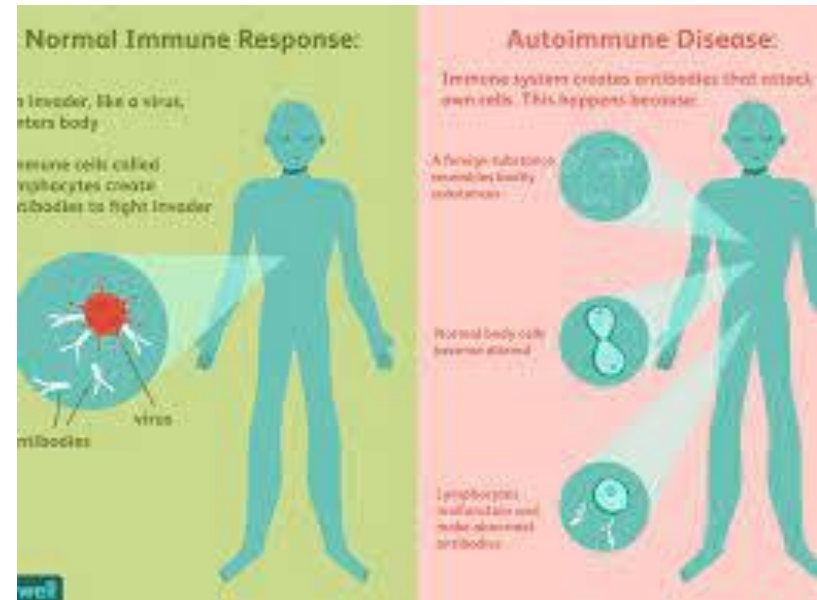 Normal Immune Response:
n invader, like a virus,
nters body
mmune cells called
mphocytes create
ntibodies to fight invader
virus
ntibodies
well
Autoimmune Disease:
Immune system creates antibodies that attack
own cells. This happens because:
A foreign substance
resembles bodily
substances
Normal body cells
become altered
Lymphocytes
malfunction and
make abnormal
antibodies